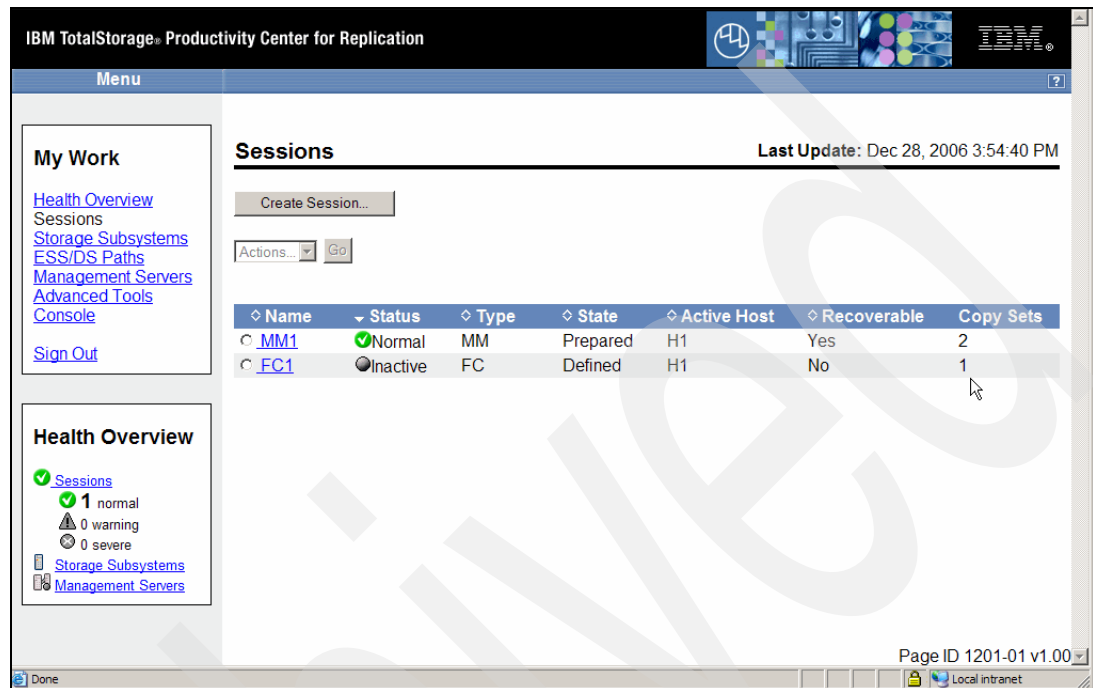 IBM TotalStorage® Productivity Center for Replication
IBM®
Menu
?
My Work
Health Overview
Sessions
Storage Subsystems
ESS/DS Paths
Management Servers
Advanced Tools
Console
Sign Out
Health Overview
Sessions
1 normal
0 warning
0 severe
Storage Subsystems
Management Servers
Sessions
Last Update: Dec 28, 2006 3:54:40 PM
Create Session...
Actions... Go
Name Status Type State Active Host Recoverable Copy Sets
MM1 Normal MM Prepared H1 Yes 2
FC1 Inactive FC Defined H1 No 1
Page ID 1201-01 v1.00
Done
Local intranet